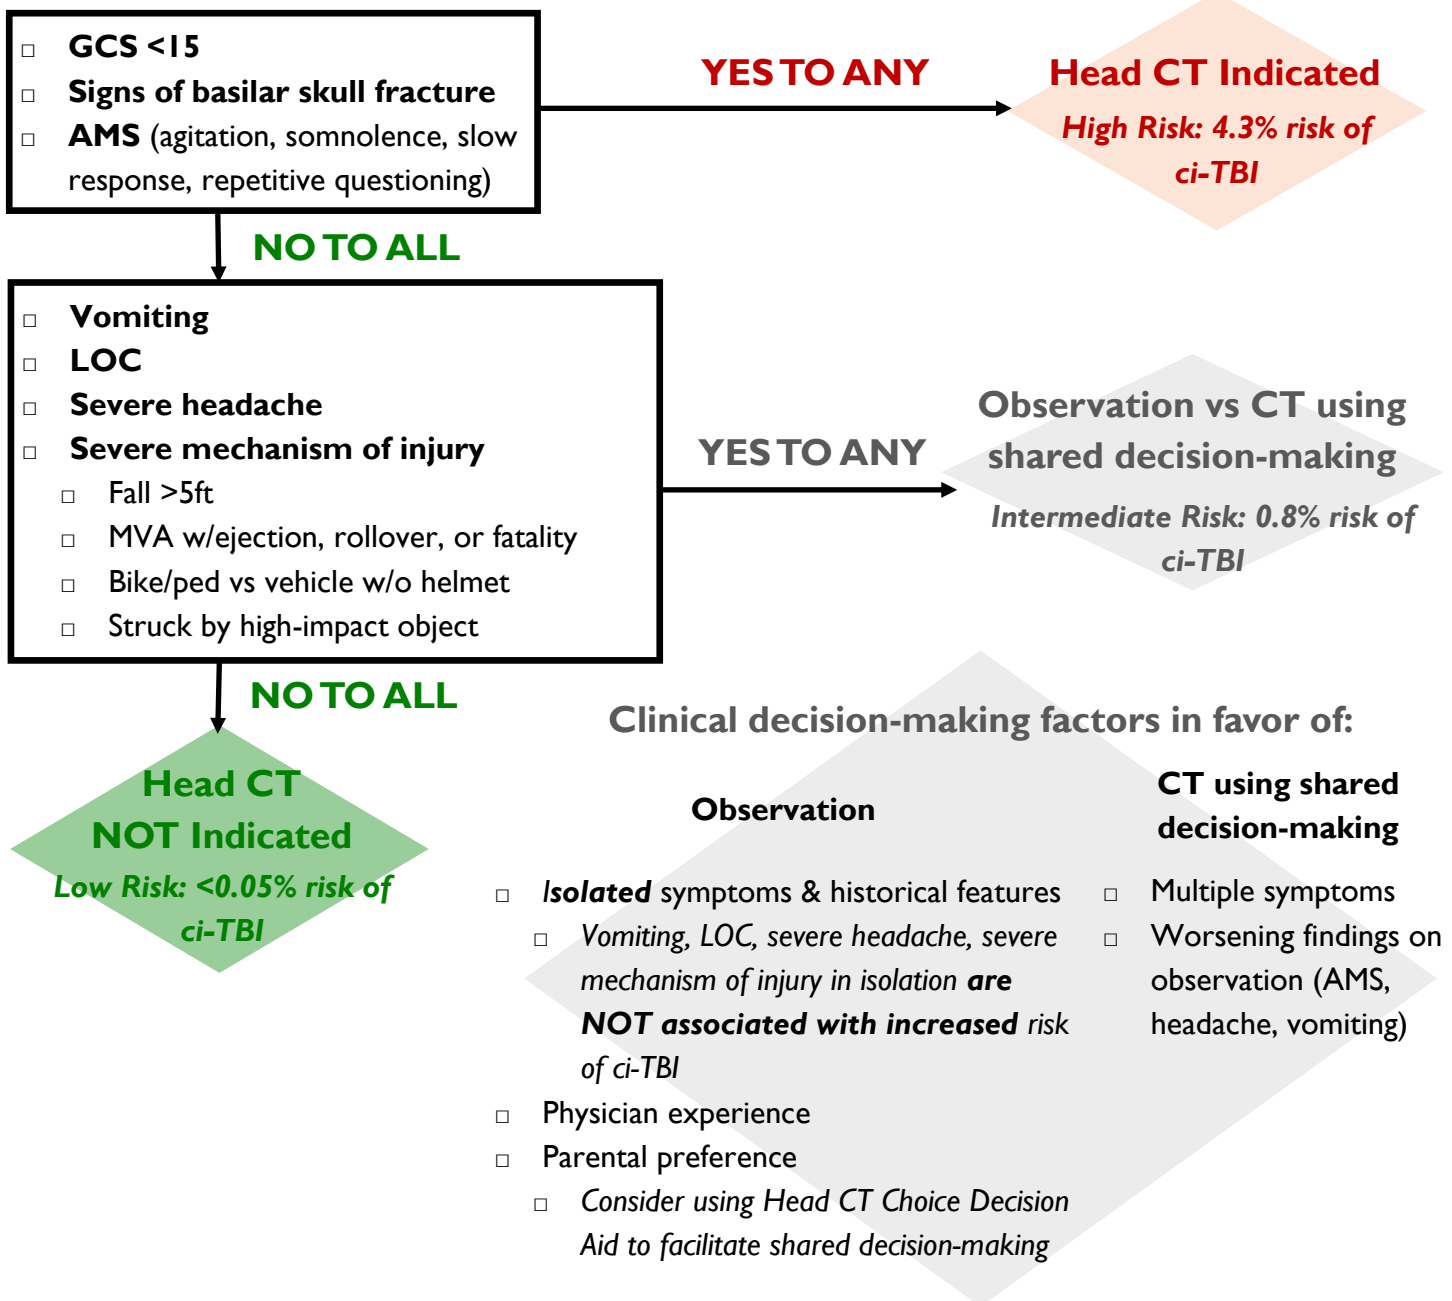 □ GCS <15
□ Signs of basilar skull fracture
□ AMS (agitation, somnolence, slow
response, repetitive questioning)
YES TO ANY
Head CT Indicated
High Risk: 4.3% risk of
ci-TBI
NO TO ALL
□ Vomiting
□ LOC
□ Severe headache
□ Severe mechanism of injury
□ Fall >5ft
□ MVA w/ejection, rollover, or fatality
□ Bike/ped vs vehicle w/o helmet
□ Struck by high-impact object
YES TO ANY
Observation vs CT using
shared decision-making
Intermediate Risk: 0.8% risk of
ci-TBI
NO TO ALL
Head CT
NOT Indicated
Low Risk: <0.05% risk of
ci-TBI
Clinical decision-making factors in favor of:
Observation
□ Isolated symptoms & historical features
□ Vomiting, LOC, severe headache, severe
mechanism of injury in isolation are
NOT associated with increased risk
of ci-TBI
□ Physician experience
□ Parental preference
□ Consider using Head CT Choice Decision
Aid to facilitate shared decision-making
CT using shared
decision-making
□ Multiple symptoms
□ Worsening findings on
observation (AMS,
headache, vomiting)